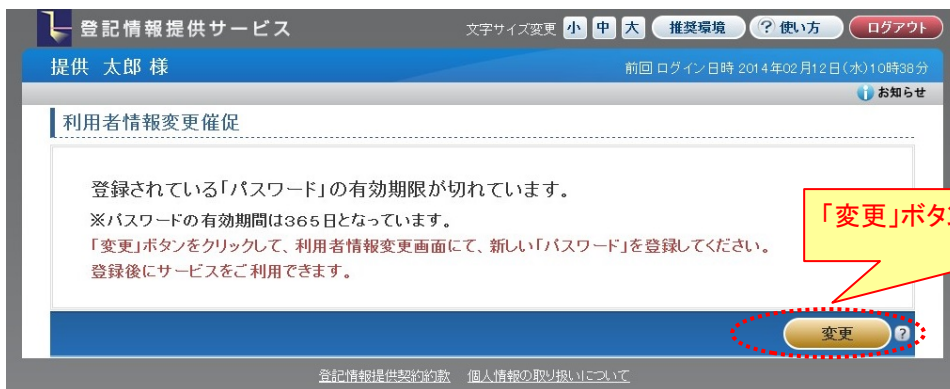 登記情報提供サービス 文字サイズ変更 小 中 大 推奨環境 ? 使い方 ログアウト
提供 太郎 様 前回ログイン日時 2014年02月12日(水)10時38分
お知らせ
利用者情報変更催促
登録されている「パスワード」の有効期限が切れています。
※パスワードの有効期間は365日となっています。
「変更」ボタンをクリックして、利用者情報変更画面にて、新しい「パスワード」を登録してください。
登録後にサービスをご利用できます。
「変更」ボタ
変更 ?
登記情報提供契約約款 個人情報の取り扱いについて